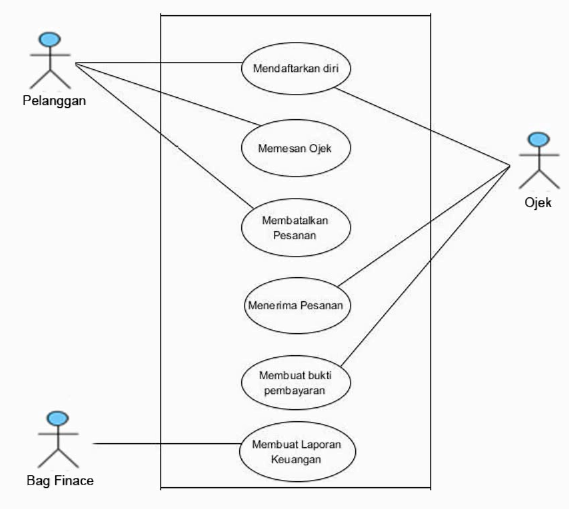 Pelanggan
Mendaftarkan diri
Memesan Ojek
Ojek
Membatalkan
Pesanan
Menerima Pesanan
Membuat bukti
pembayaran
Membuat Laporan
Keuangan
Bag Finace